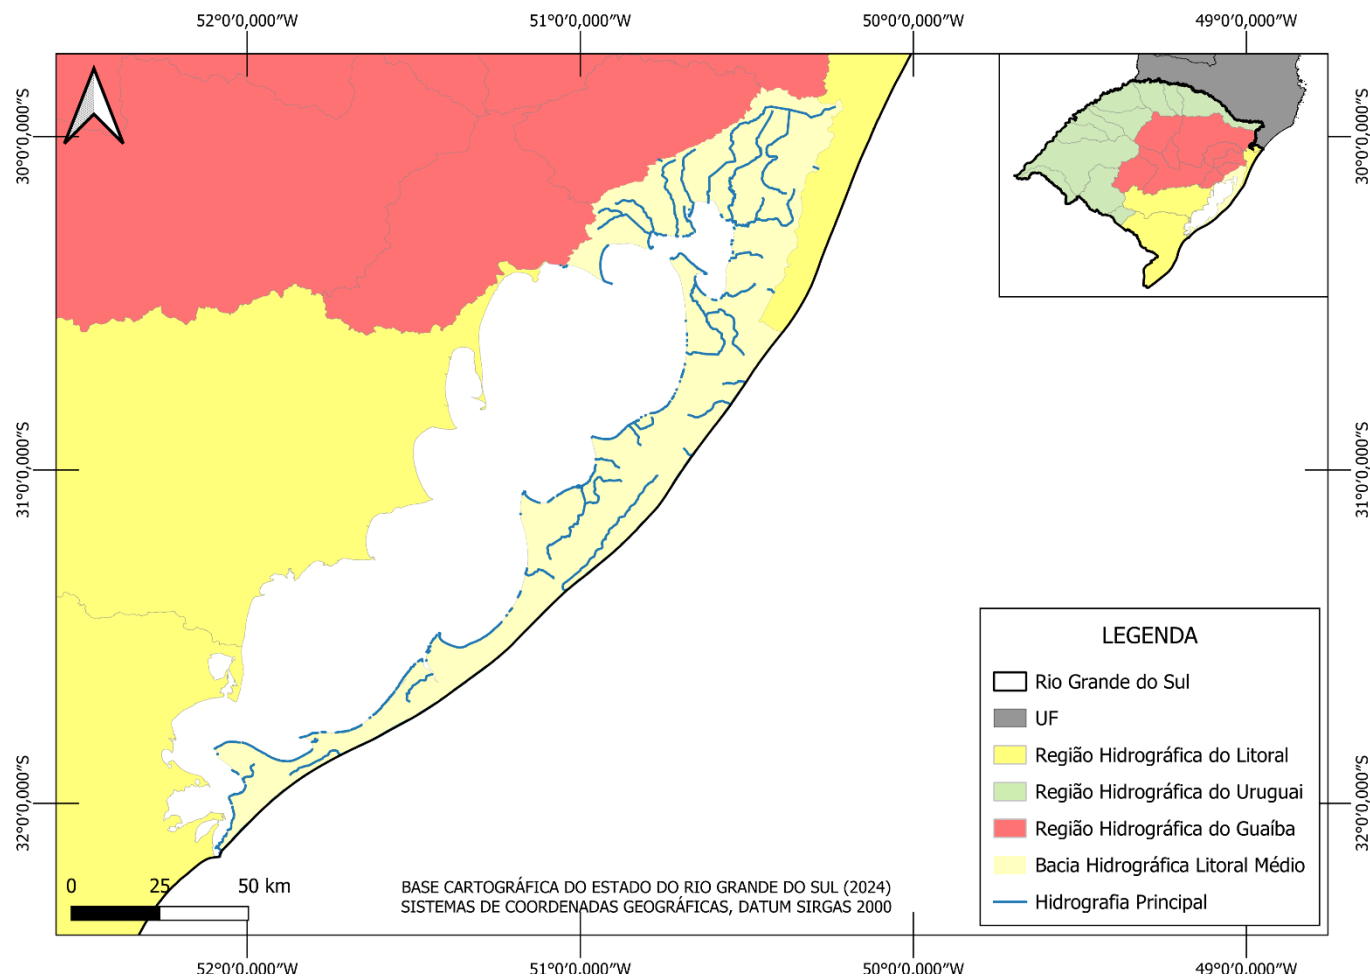 52°0'0,000"W 51°0'0,000"W 50°0'0,000"W 49°0'0,000"W
30°0'0,000"S 30°0'0,000"S
31°0'0,000"S 31°0'0,000"S
32°0'0,000"S 32°0'0,000"S
LEGENDA
Rio Grande do Sul
UF
Região Hidrográfica do Litoral
Região Hidrográfica do Uruguai
Região Hidrográfica do Guaíba
Bacia Hidrográfica Litoral Médio
Hidrografia Principal
0 25 50 km
BASE CARTOGRÁFICA DO ESTADO DO RIO GRANDE DO SUL (2024)
SISTEMAS DE COORDENADAS GEOGRÁFICAS, DATUM SIRGAS 2000
52°0'0,000"W 51°0'0,000"W 50°0'0,000"W 49°0'0,000"W